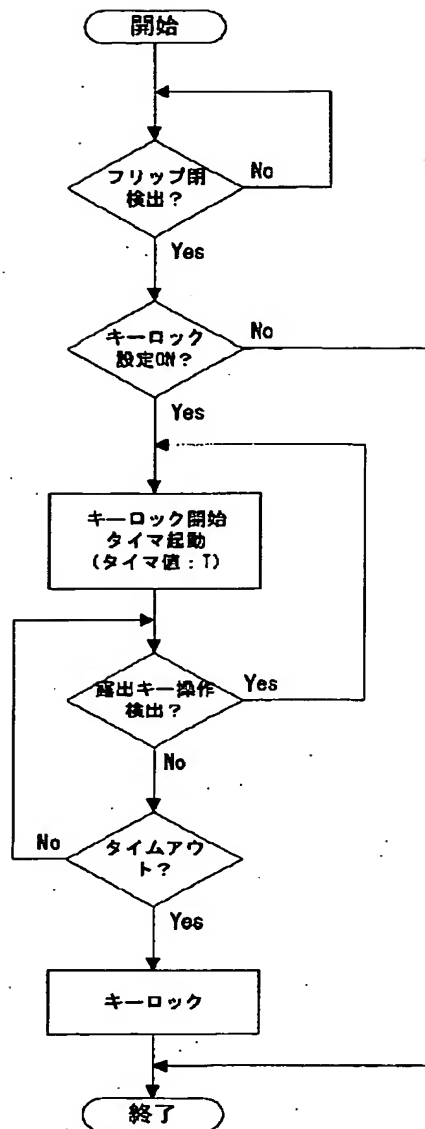 開始
フリップ閉
検出？
No
Yes
キーロック
設定ON？
No
Yes
キーロック開始
タイマ起動
(タイマ値：T)
露出キー操作
検出？
Yes
No
タイムアウ
ト？
No
Yes
キーロック
終了